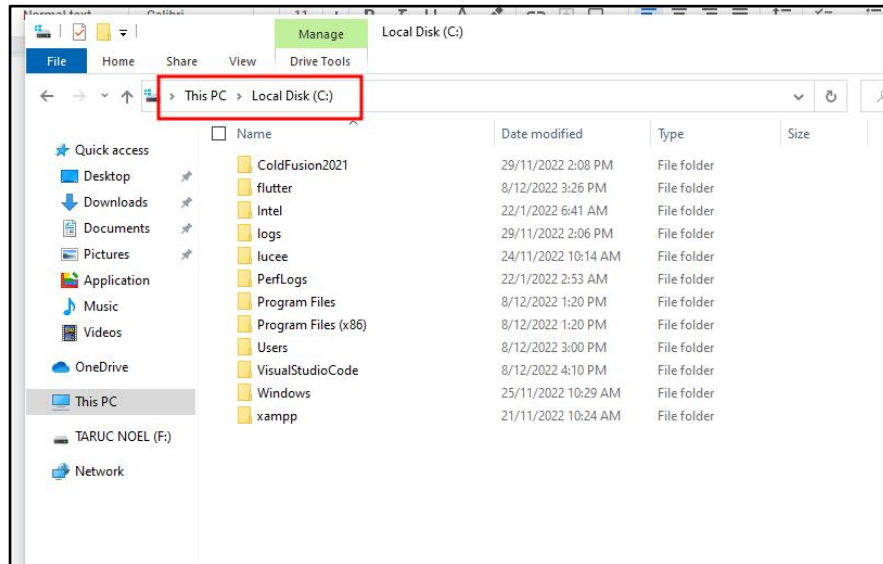 Manage Local Disk (C:)
File Home Share View Drive Tools
This PC > Local Disk (C:)
Name Date modified Type Size
Quick access
Desktop
Downloads
Documents
Pictures
Application
Music
Videos
OneDrive
This PC
TARUC NOEL (F:)
Network
ColdFusion2021 29/11/2022 2:08 PM File folder
flutter 8/12/2022 3:26 PM File folder
Intel 22/1/2022 6:41 AM File folder
logs 29/11/2022 2:06 PM File folder
lucee 24/11/2022 10:14 AM File folder
PerfLogs 22/1/2022 2:53 AM File folder
Program Files 8/12/2022 1:20 PM File folder
Program Files (x86) 8/12/2022 1:20 PM File folder
Users 8/12/2022 3:00 PM File folder
VisualStudioCode 8/12/2022 4:10 PM File folder
Windows 25/11/2022 10:29 AM File folder
xampp 21/11/2022 10:24 AM File folder